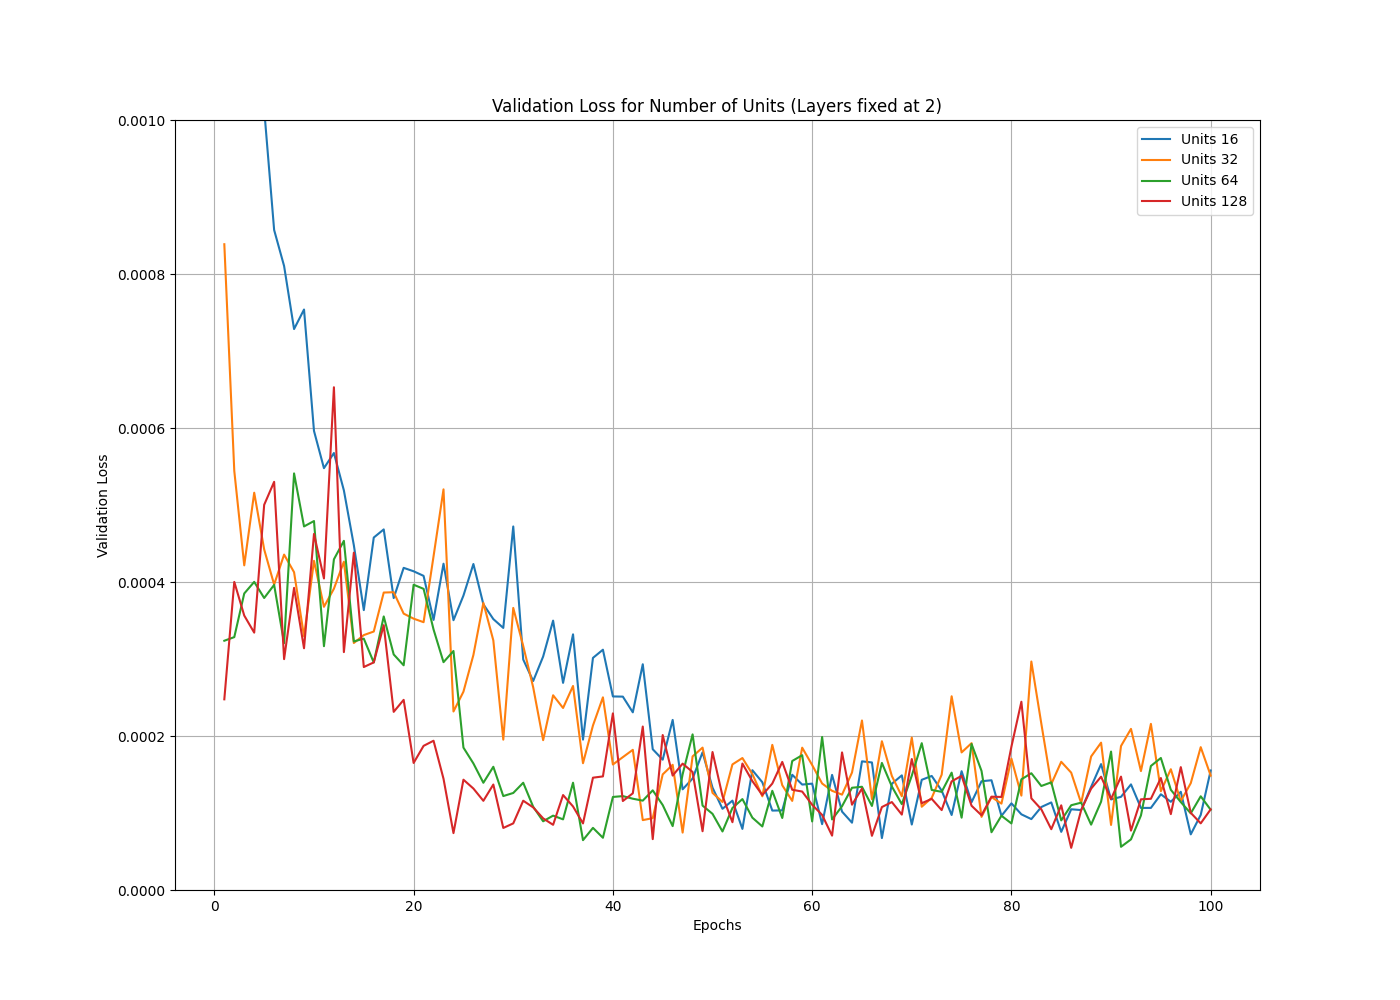 Validation Loss for Number of Units (Layers fixed at 2)
0.0010
0.0008
0.0006
0.0004
0.0002
0.0000
Validation Loss
Units 16
Units 32
Units 64
Units 128
0 20 40 60 80 100
Epochs